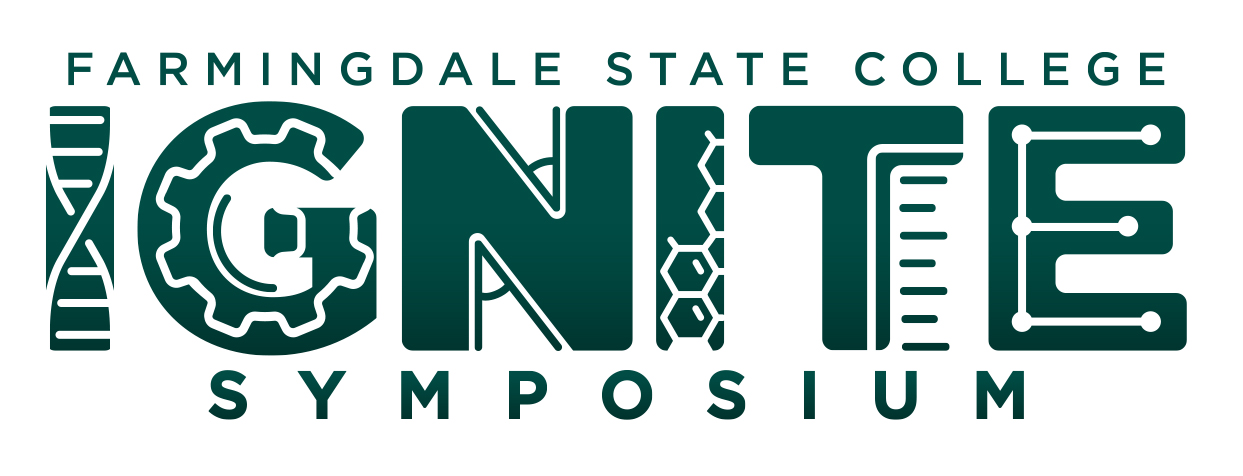 FARMINGDALE STATE COLLEGE
IGNITE
SYMPOSIUM